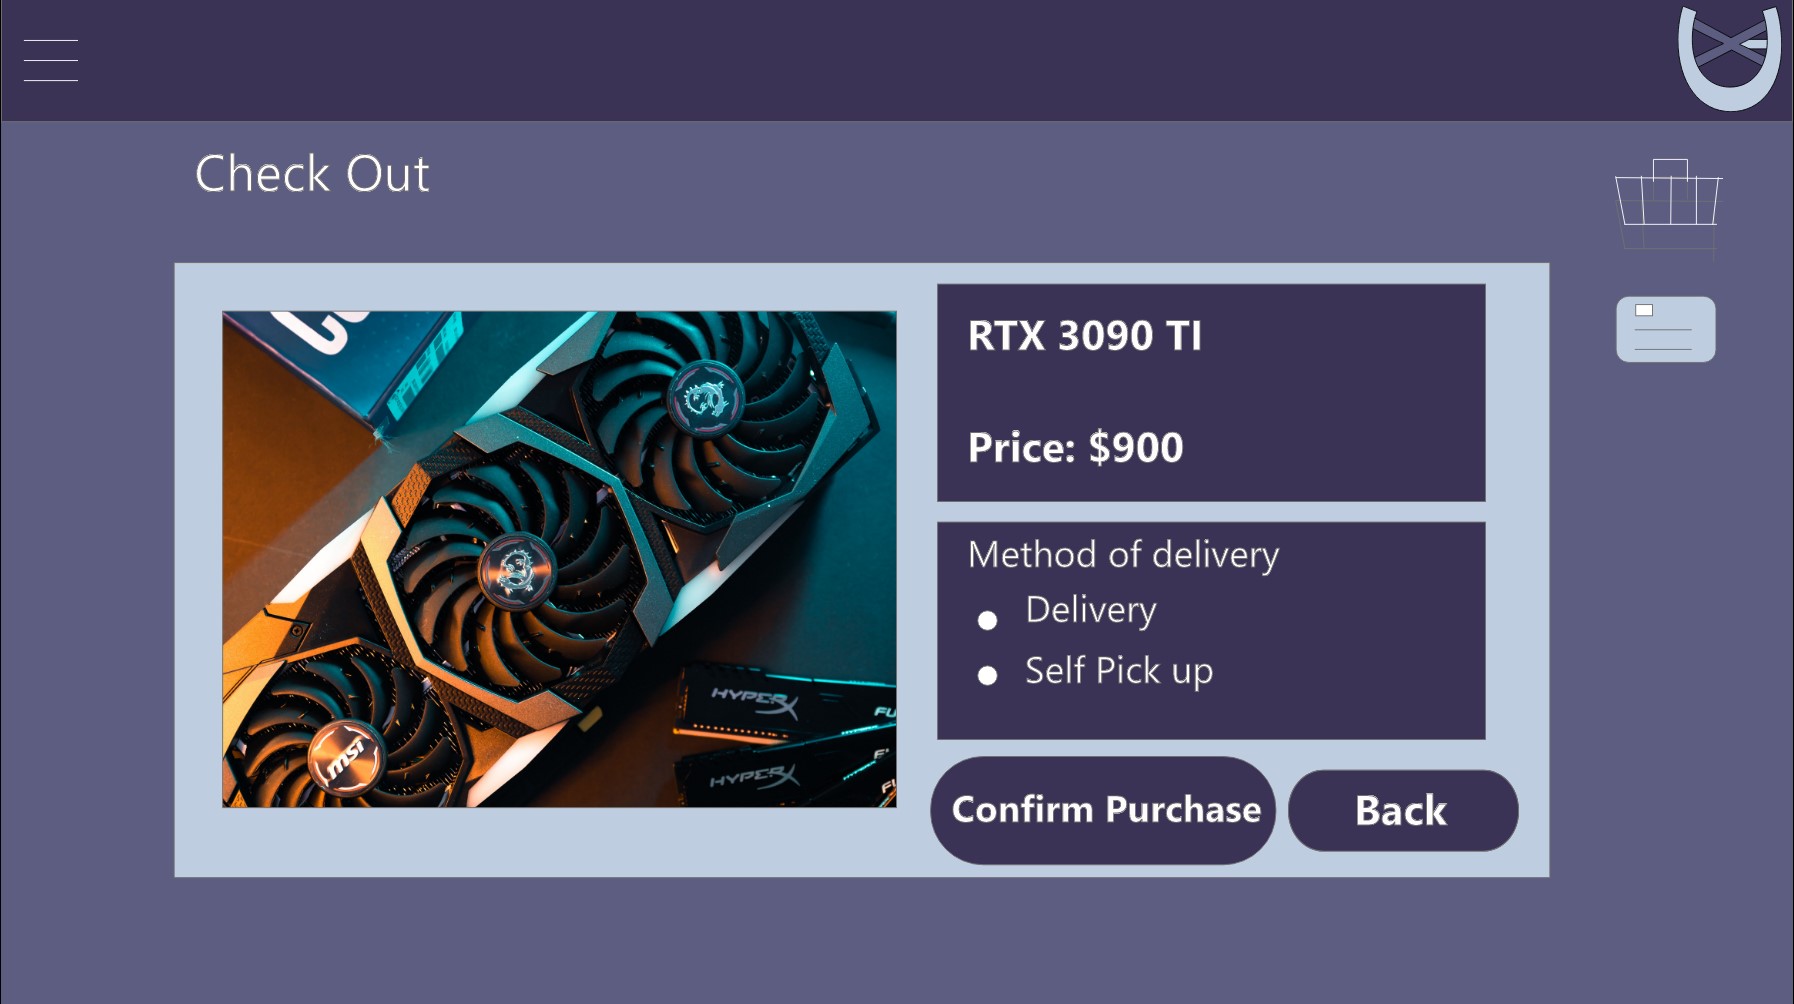 Check Out
RTX 3090 TI
Price: $900
Method of delivery
Delivery
Self Pick up
Confirm Purchase
Back
msi
HYPERX
FU
HYPERX